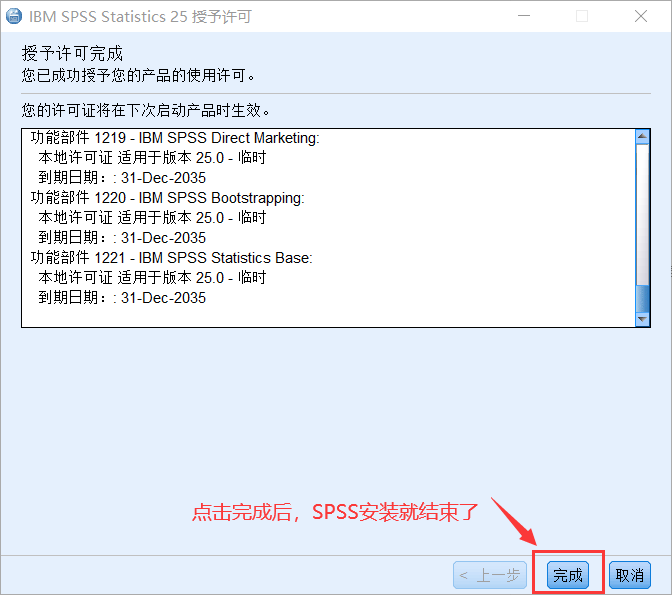 IBM SPSS Statistics 25 授予许可
授予许可完成
您已成功授予您的产品的使用许可。
您的许可证将在下次启动产品时生效。
功能部件 1219 - IBM SPSS Direct Marketing:
本地许可证 适用于版本 25.0 - 临时
到期日期：: 31-Dec-2035
功能部件 1220 - IBM SPSS Bootstrapping:
本地许可证 适用于版本 25.0 - 临时
到期日期：: 31-Dec-2035
功能部件 1221 - IBM SPSS Statistics Base:
本地许可证 适用于版本 25.0 - 临时
到期日期：: 31-Dec-2035
点击完成后，SPSS安装就结束了
< 上一步 完成 取消